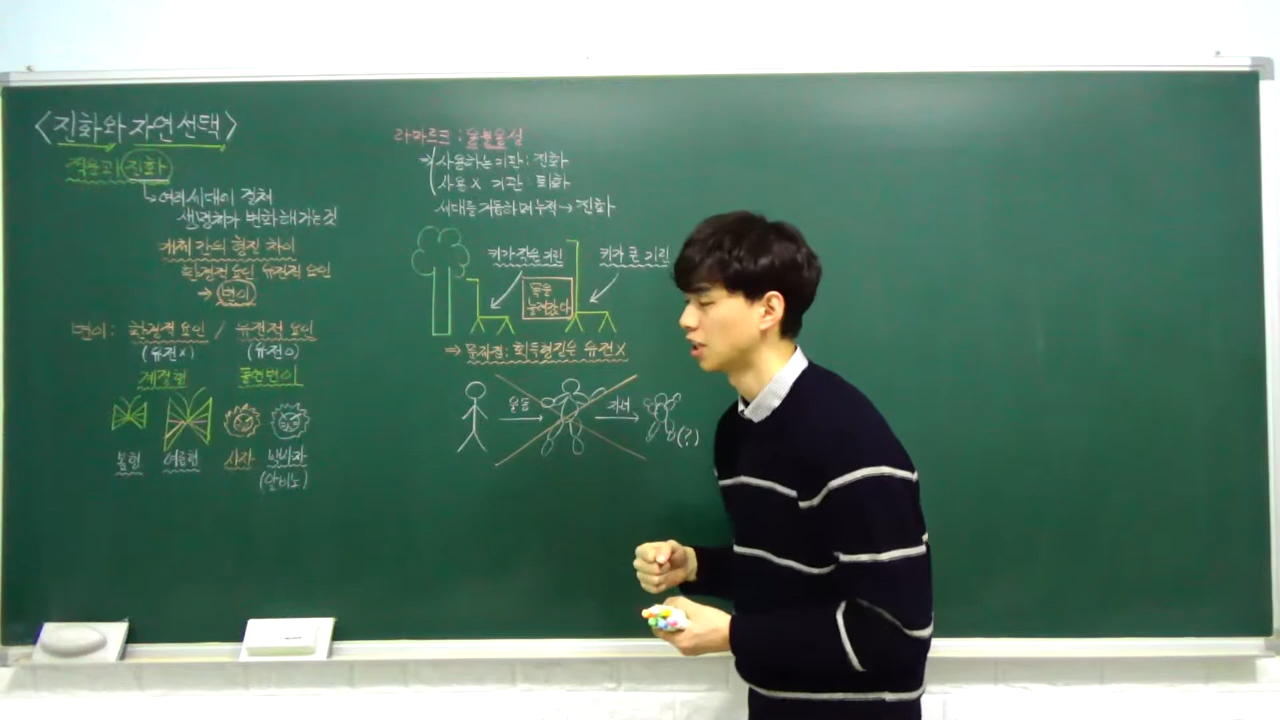 <진화와 자연선택>
적응과 진화
→ 여러 세대에 걸쳐
생명체가 변화해가는 것
개체 간의 형질 차이
환경적 요인 유전적 요인
→ 변이
변이: 환경적 요인 / 유전적 요인
(유전X) (유전O)
계절형 돌연변이
봄형 여름형 사자 백사자
(알비노)
라마르크 : 용불용설
→ 사용하는 기관 : 진화
사용 X 기관 : 퇴화
세대를 거듭하며 누적 → 진화
키가 작은 기린 키가 큰 기린
목을
늘려갔다
⇒ 문제점: 획득형질은 유전X
운동 자녀
(?)